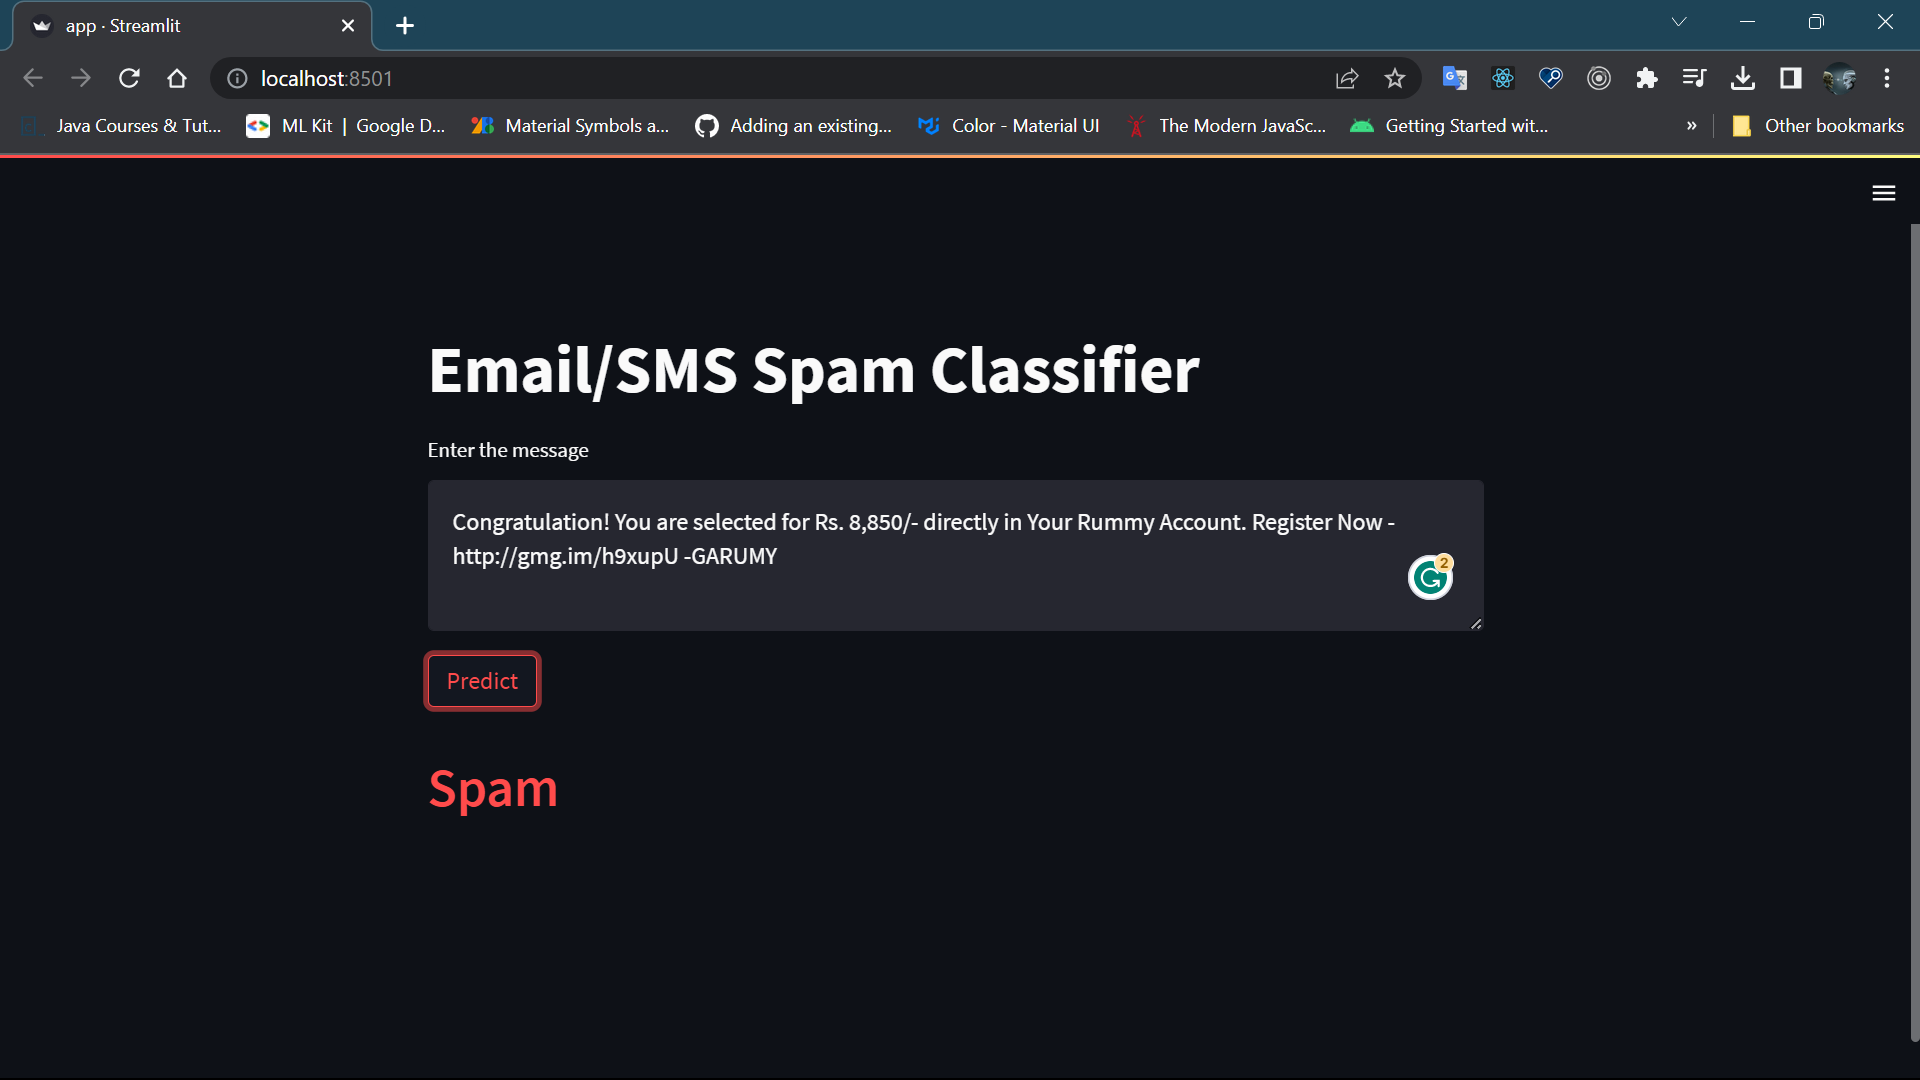 app · Streamlit
localhost:8501
Java Courses & Tut...
ML Kit | Google D...
Material Symbols a...
Adding an existing...
Color - Material UI
The Modern JavaSc...
Getting Started wit...
»
Other bookmarks
Email/SMS Spam Classifier
Enter the message
Congratulation! You are selected for Rs. 8,850/- directly in Your Rummy Account. Register Now -
http://gmg.im/h9xupU -GARUMY
2
Predict
Spam